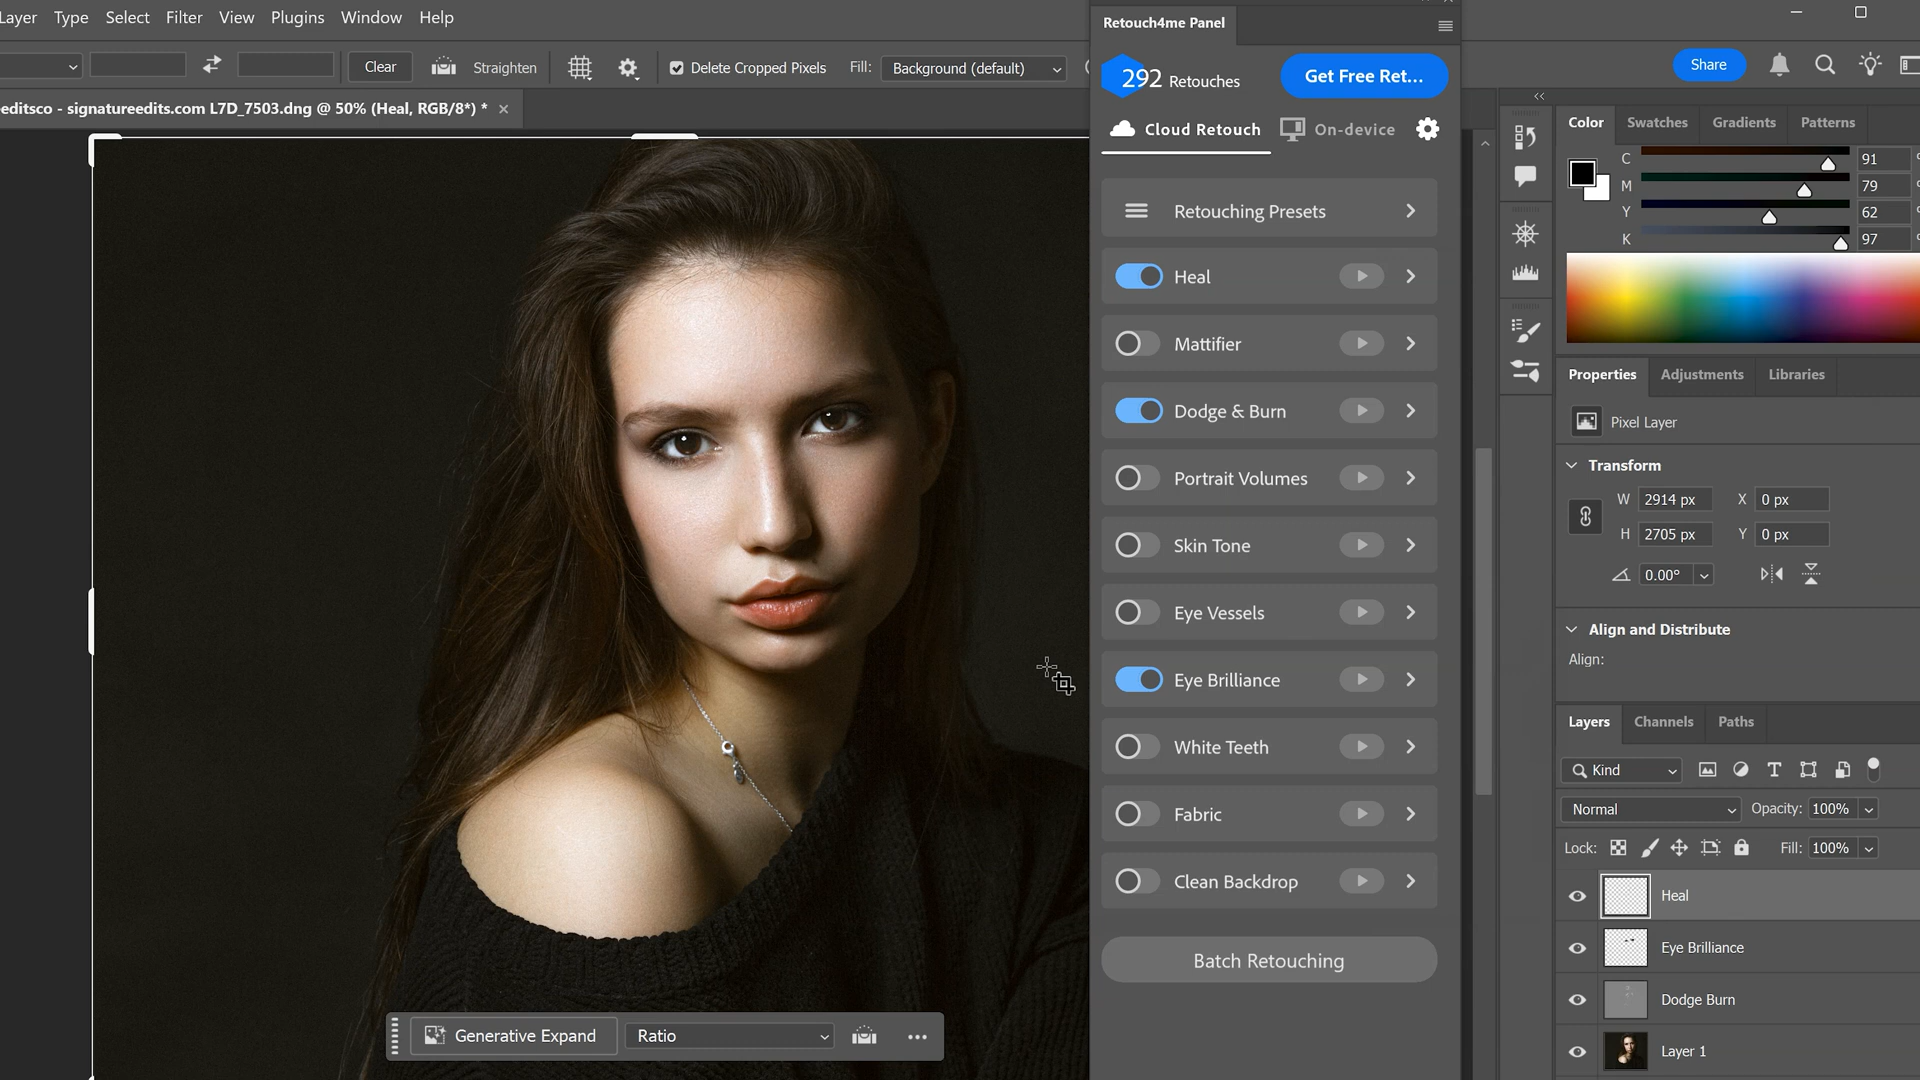 Layer Type Select Filter View Plugins Window Help
Clear Straighten Delete Cropped Pixels Fill: Background (default)
editsco - signatureedits.com L7D_7503.dng @ 50% (Heal, RGB/8*) *
Retouch4me Panel
292 Retouches Get Free Ret...
Cloud Retouch On-device
Retouching Presets
Heal
Mattifier
Dodge & Burn
Portrait Volumes
Skin Tone
Eye Vessels
Eye Brilliance
White Teeth
Fabric
Clean Backdrop
Batch Retouching
Generative Expand Ratio
Share
Color Swatches Gradients Patterns
C 91
M 79
Y 62
K 97
Properties Adjustments Libraries
Pixel Layer
Transform
W 2914 px X 0 px
H 2705 px Y 0 px
0.00°
Align and Distribute
Align:
Layers Channels Paths
Kind
Normal Opacity: 100%
Lock: Fill: 100%
Heal
Eye Brilliance
Dodge Burn
Layer 1